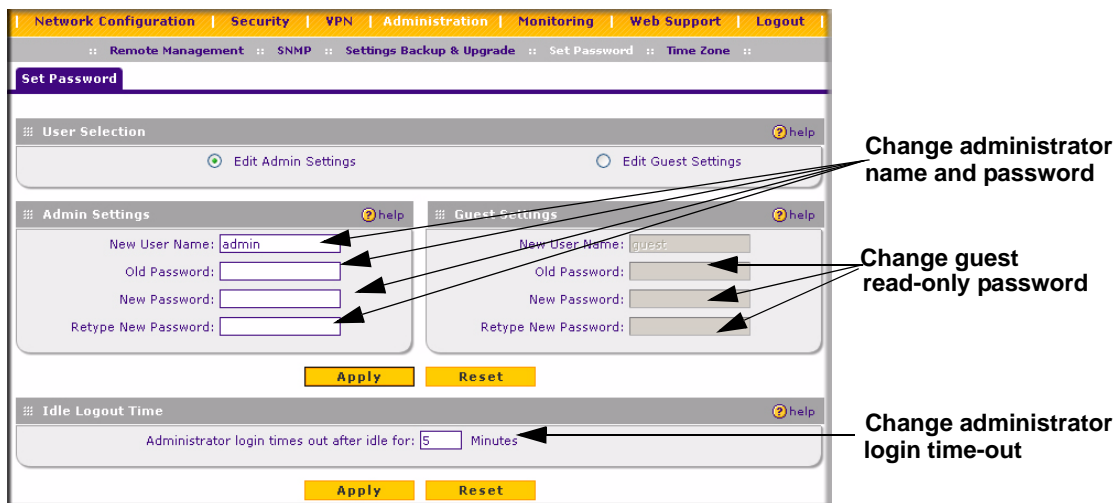 | Network Configuration | Security | VPN | Administration | Monitoring | Web Support | Logout |
:: Remote Management :: SNMP :: Settings Backup & Upgrade :: Set Password :: Time Zone ::
Set Password
User Selection help
Edit Admin Settings Edit Guest Settings
Change administrator
name and password
Admin Settings help
New User Name: admin
Old Password:
New Password:
Retype New Password:
Guest Settings help
New User Name: guest
Old Password:
New Password:
Retype New Password:
Change guest
read-only password
Apply Reset
Idle Logout Time help
Administrator login times out after idle for: 5 Minutes
Change administrator
login time-out
Apply Reset